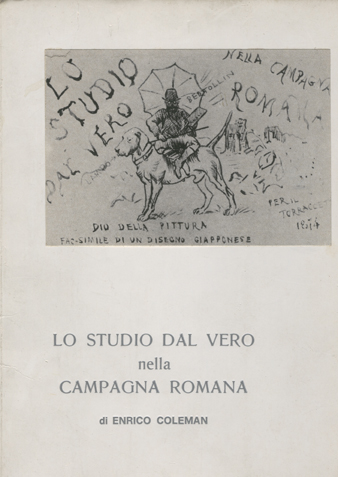 LO
STUDIO
DAL VERO
NELLA
CAMPAGNA
ROMANA
DIO DELLA PITTURA
FAC-SIMILE DI UN DISEGNO GIAPPONESE
PER IL
1874
LO STUDIO DAL VERO
nella
CAMPAGNA ROMANA
di ENRICO COLEMAN